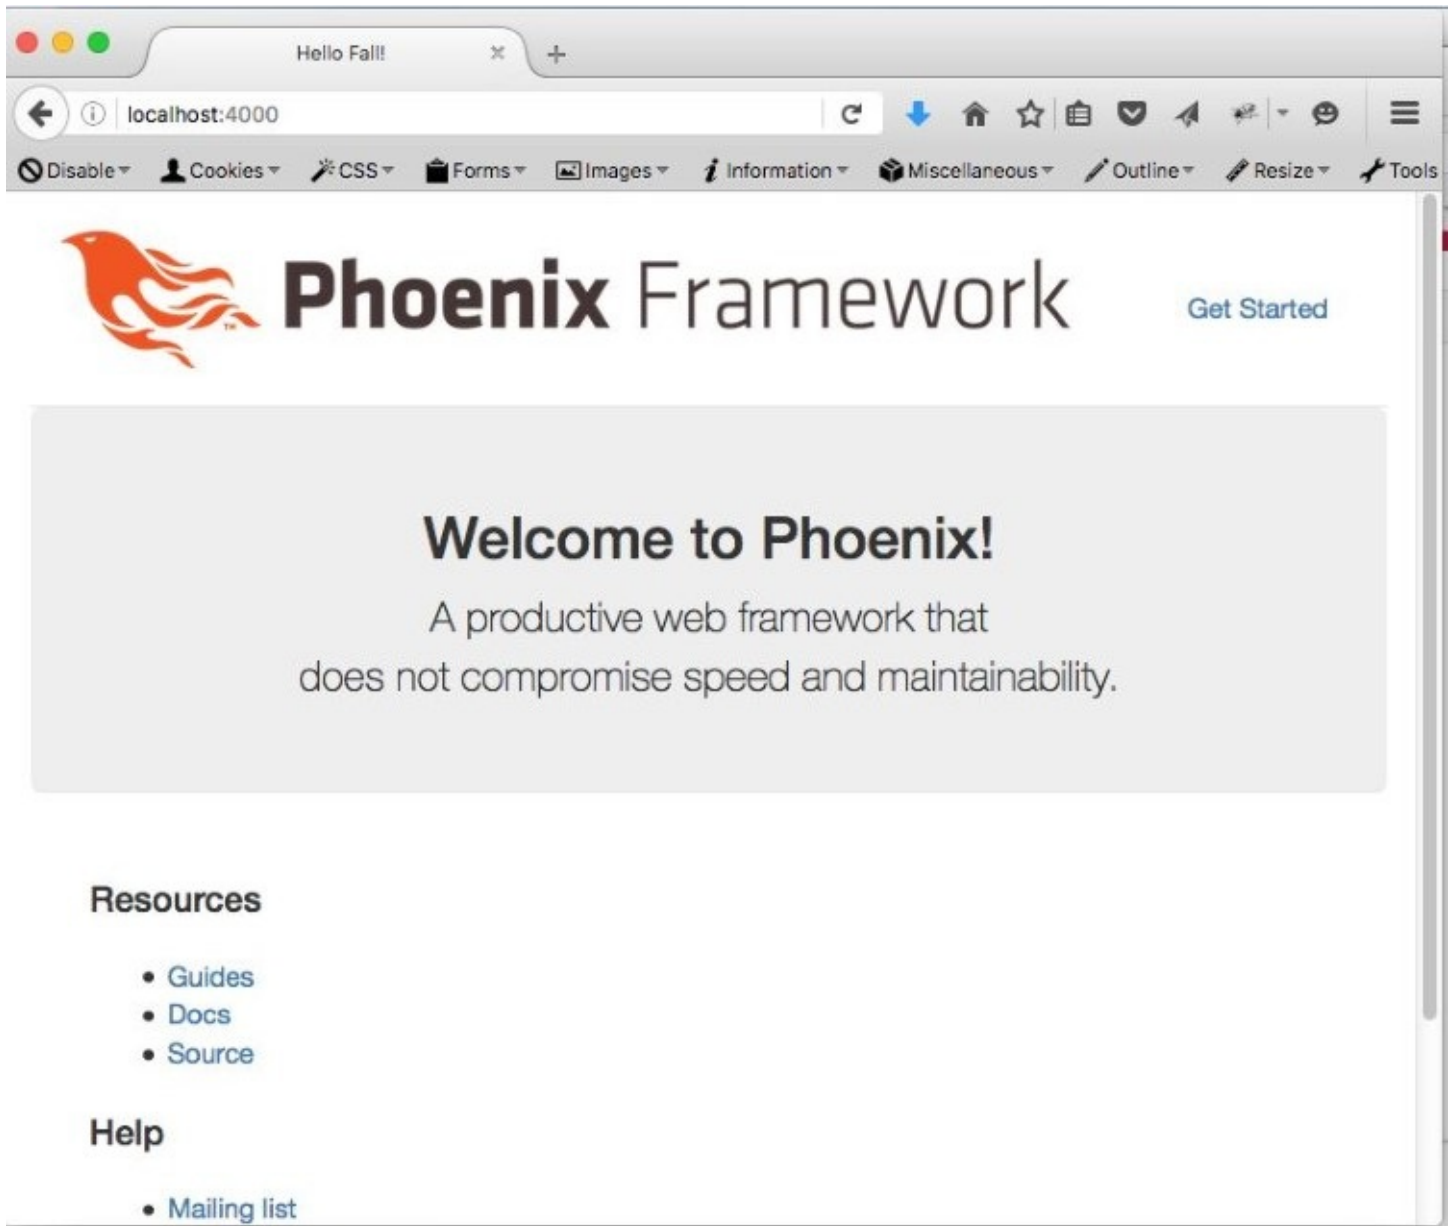 Hello Fall!
localhost:4000
Disable Cookies CSS Forms Images Information Miscellaneous Outline Resize Tools
Phoenix Framework
TM
Get Started
Welcome to Phoenix!
A productive web framework that
does not compromise speed and maintainability.
Resources
• Guides
• Docs
• Source
Help
• Mailing list